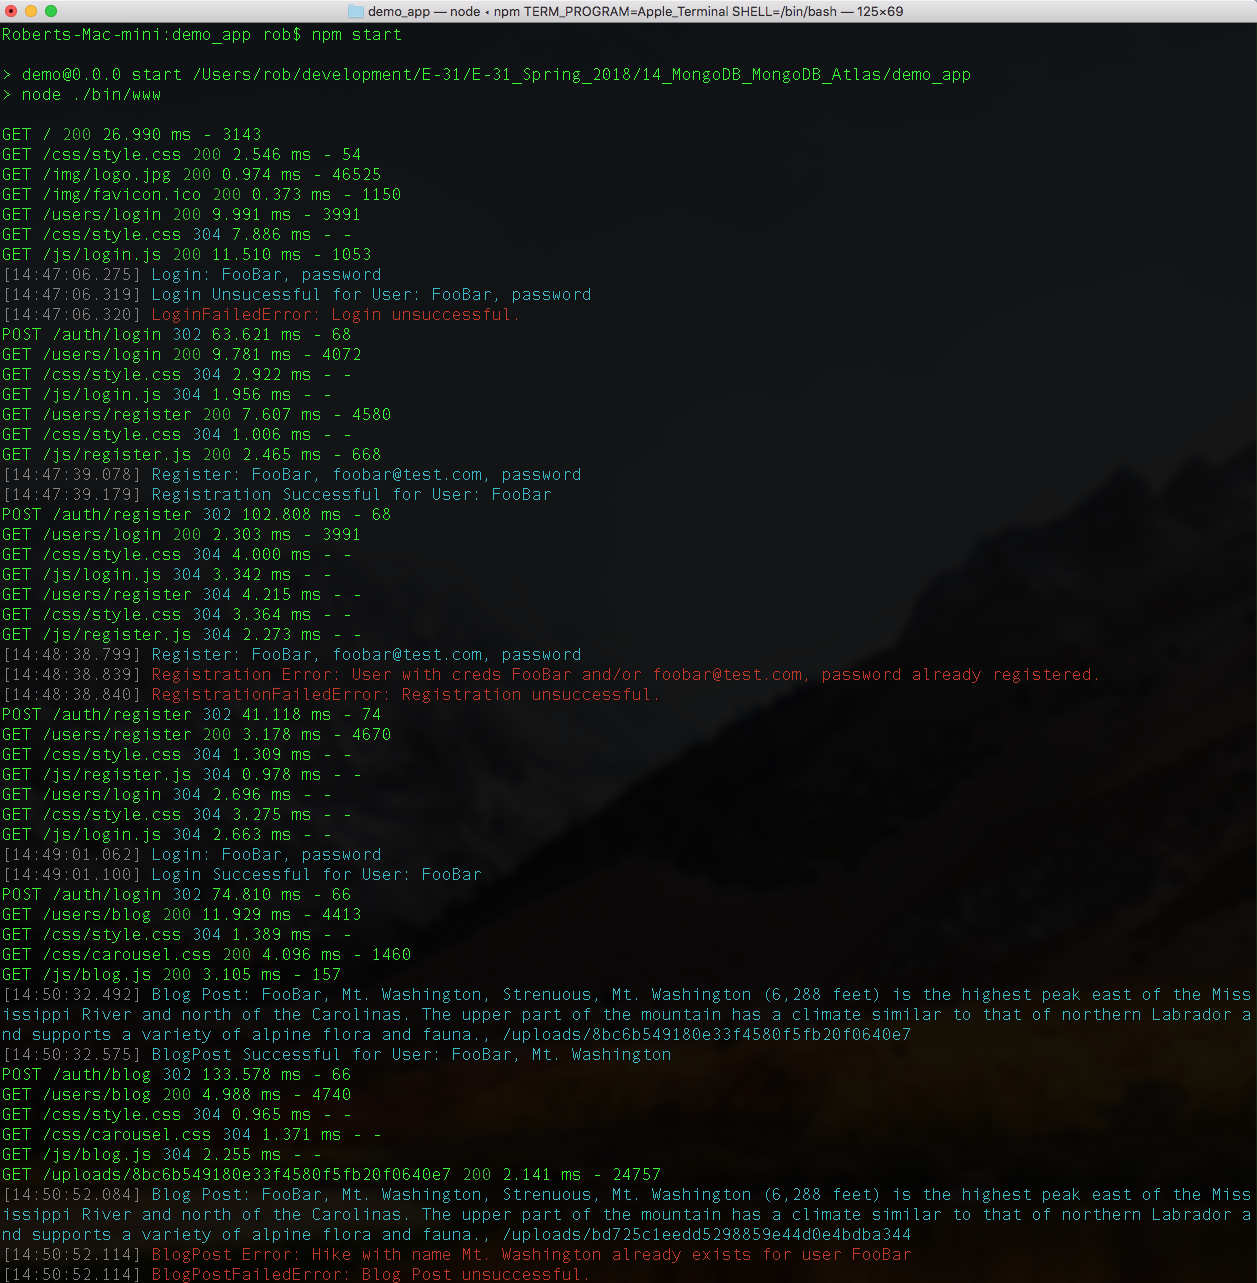 demo_app — node ◂ npm TERM_PROGRAM=Apple_Terminal SHELL=/bin/bash — 125×69
Roberts-Mac-mini:demo_app rob$ npm start
> demo@0.0.0 start /Users/rob/development/E-31/E-31_Spring_2018/14_MongoDB_MongoDB_Atlas/demo_app
> node ./bin/www
GET / 200 26.990 ms - 3143
GET /css/style.css 200 2.546 ms - 54
GET /img/logo.jpg 200 0.974 ms - 46525
GET /img/favicon.ico 200 0.373 ms - 1150
GET /users/login 200 9.991 ms - 3991
GET /css/style.css 304 7.886 ms - -
GET /js/login.js 200 11.510 ms - 1053
[14:47:06.275] Login: FooBar, password
[14:47:06.319] Login Unsucessful for User: FooBar, password
[14:47:06.320] LoginFailedError: Login unsuccessful.
POST /auth/login 302 63.621 ms - 68
GET /users/login 200 9.781 ms - 4072
GET /css/style.css 304 2.922 ms - -
GET /js/login.js 304 1.956 ms - -
GET /users/register 200 7.607 ms - 4580
GET /css/style.css 304 1.006 ms - -
GET /js/register.js 200 2.465 ms - 668
[14:47:39.078] Register: FooBar, foobar@test.com, password
[14:47:39.179] Registration Successful for User: FooBar
POST /auth/register 302 102.808 ms - 68
GET /users/login 200 2.303 ms - 3991
GET /css/style.css 304 4.000 ms - -
GET /js/login.js 304 3.342 ms - -
GET /users/register 304 4.215 ms - -
GET /css/style.css 304 3.364 ms - -
GET /js/register.js 304 2.273 ms - -
[14:48:38.799] Register: FooBar, foobar@test.com, password
[14:48:38.839] Registration Error: User with creds FooBar and/or foobar@test.com, password already registered.
[14:48:38.840] RegistrationFailedError: Registration unsuccessful.
POST /auth/register 302 41.118 ms - 74
GET /users/register 200 3.178 ms - 4670
GET /css/style.css 304 1.309 ms - -
GET /js/register.js 304 0.978 ms - -
GET /users/login 304 2.696 ms - -
GET /css/style.css 304 3.275 ms - -
GET /js/login.js 304 2.663 ms - -
[14:49:01.062] Login: FooBar, password
[14:49:01.100] Login Successful for User: FooBar
POST /auth/login 302 74.810 ms - 66
GET /users/blog 200 11.929 ms - 4413
GET /css/style.css 304 1.389 ms - -
GET /css/carousel.css 200 4.096 ms - 1460
GET /js/blog.js 200 3.105 ms - 157
[14:50:32.492] Blog Post: FooBar, Mt. Washington, Strenuous, Mt. Washington (6,288 feet) is the highest peak east of the Miss
issippi River and north of the Carolinas. The upper part of the mountain has a climate similar to that of northern Labrador a
nd supports a variety of alpine flora and fauna., /uploads/8bc6b549180e33f4580f5fb20f0640e7
[14:50:32.575] BlogPost Successful for User: FooBar, Mt. Washington
POST /auth/blog 302 133.578 ms - 66
GET /users/blog 200 4.988 ms - 4740
GET /css/style.css 304 0.965 ms - -
GET /css/carousel.css 304 1.371 ms - -
GET /js/blog.js 304 2.255 ms - -
GET /uploads/8bc6b549180e33f4580f5fb20f0640e7 200 2.141 ms - 24757
[14:50:52.084] Blog Post: FooBar, Mt. Washington, Strenuous, Mt. Washington (6,288 feet) is the highest peak east of the Miss
issippi River and north of the Carolinas. The upper part of the mountain has a climate similar to that of northern Labrador a
nd supports a variety of alpine flora and fauna., /uploads/bd725c1eedd5298859e44d0e4bdba344
[14:50:52.114] BlogPost Error: Hike with name Mt. Washington already exists for user FooBar
[14:50:52.114] BlogPostFailedError: Blog Post unsuccessful.